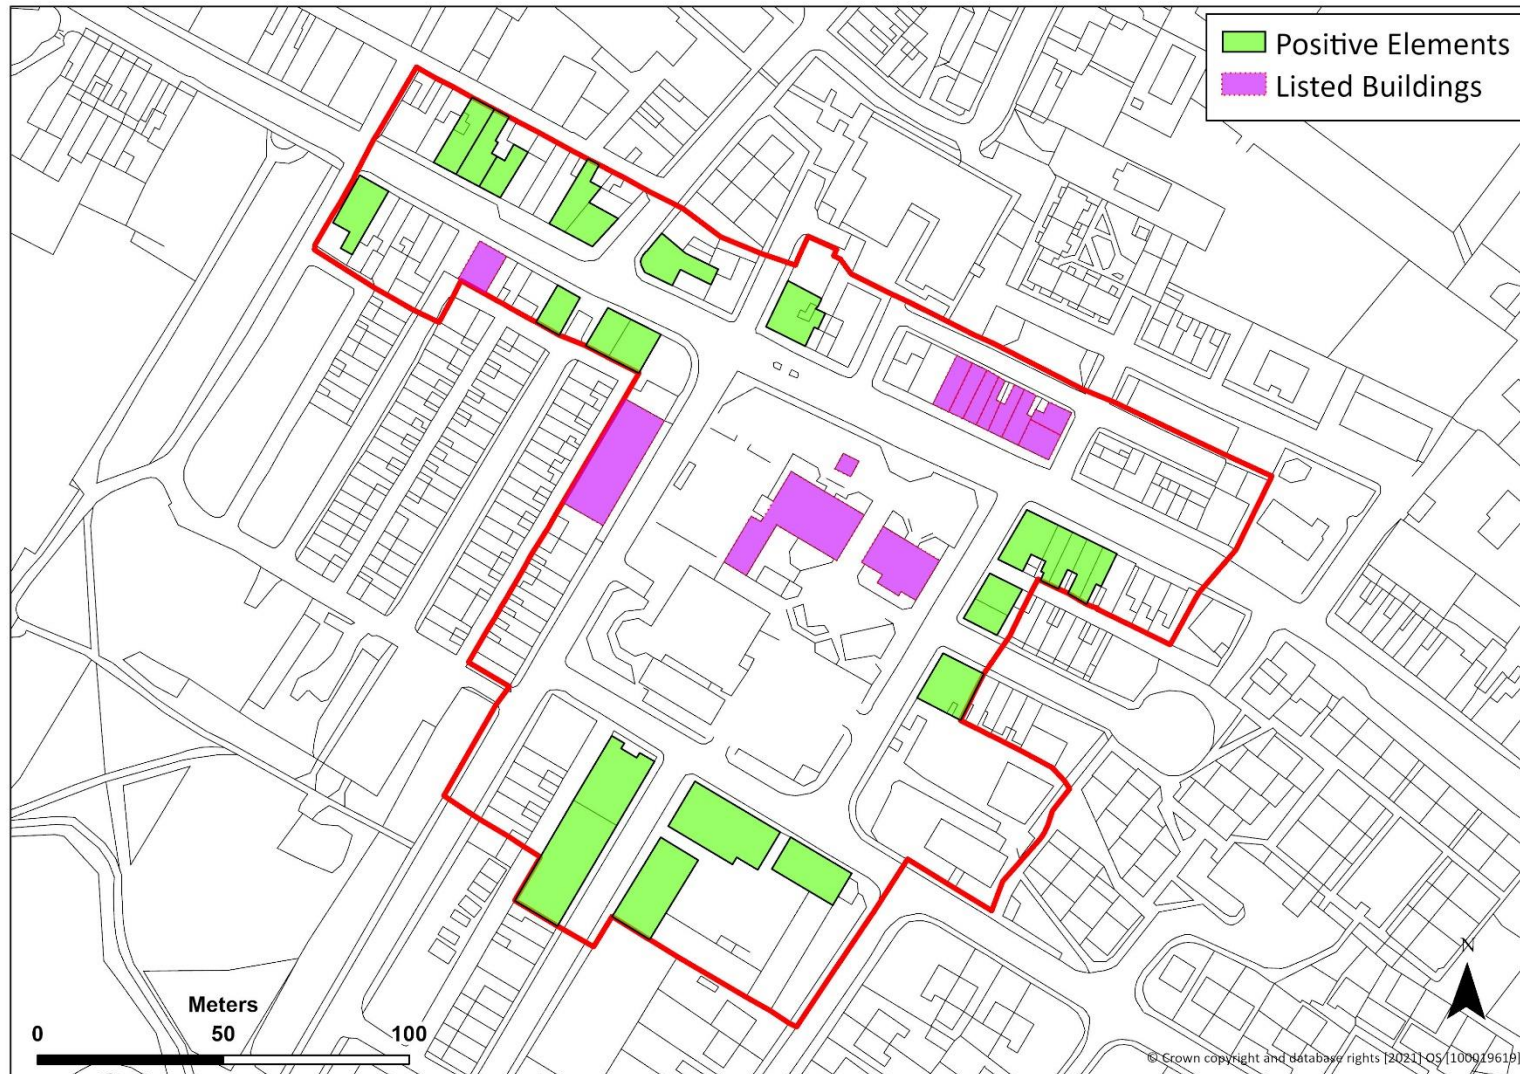 Positive Elements
Listed Buildings
N
Meters
0 50 100
© Crown copyright and database rights [2021] OS [100019619]